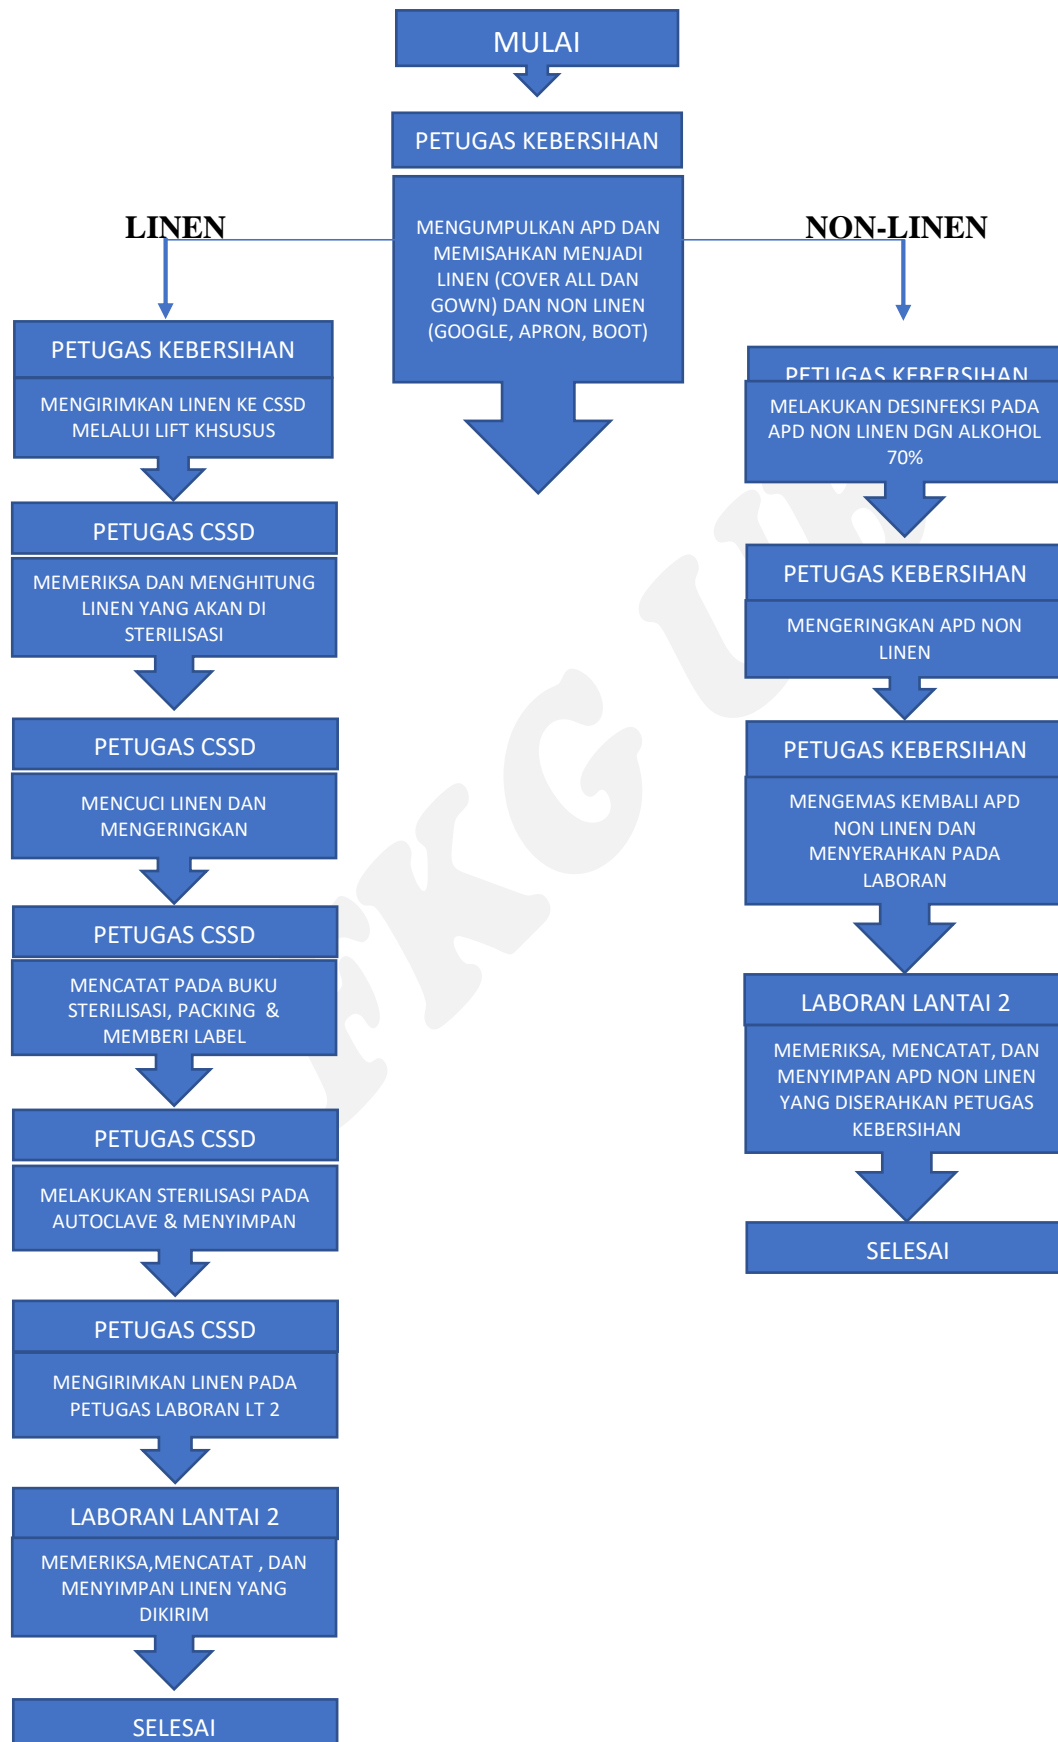 MULAI
PETUGAS KEBERSIHAN
MENGUMPULKAN APD DAN
MEMISAHKAN MENJADI
LINEN (COVER ALL DAN
GOWN) DAN NON LINEN
(GOOGLE, APRON, BOOT)
LINEN
PETUGAS KEBERSIHAN
MENGIRIMKAN LINEN KE CSSD
MELALUI LIFT KHSUSUS
PETUGAS CSSD
MEMERIKSA DAN MENGHITUNG
LINEN YANG AKAN DI
STERILISASI
PETUGAS CSSD
MENCUCI LINEN DAN
MENGERINGKAN
PETUGAS CSSD
MENCATAT PADA BUKU
STERILISASI, PACKING  &
MEMBERI LABEL
PETUGAS CSSD
MELAKUKAN STERILISASI PADA
AUTOCLAVE & MENYIMPAN
PETUGAS CSSD
MENGIRIMKAN LINEN PADA
PETUGAS LABORAN LT 2
LABORAN LANTAI 2
MEMERIKSA,MENCATAT , DAN
MENYIMPAN LINEN YANG
DIKIRIM
SELESAI
NON-LINEN
PETUGAS KEBERSIHAN
MELAKUKAN DESINFEKSI PADA
APD NON LINEN DGN ALKOHOL
70%
PETUGAS KEBERSIHAN
MENGERINGKAN APD NON
LINEN
PETUGAS KEBERSIHAN
MENGEMAS KEMBALI APD
NON LINEN DAN
MENYERAHKAN PADA
LABORAN
LABORAN LANTAI 2
MEMERIKSA, MENCATAT, DAN
MENYIMPAN APD NON LINEN
YANG DISERAHKAN PETUGAS
KEBERSIHAN
SELESAI
FKG